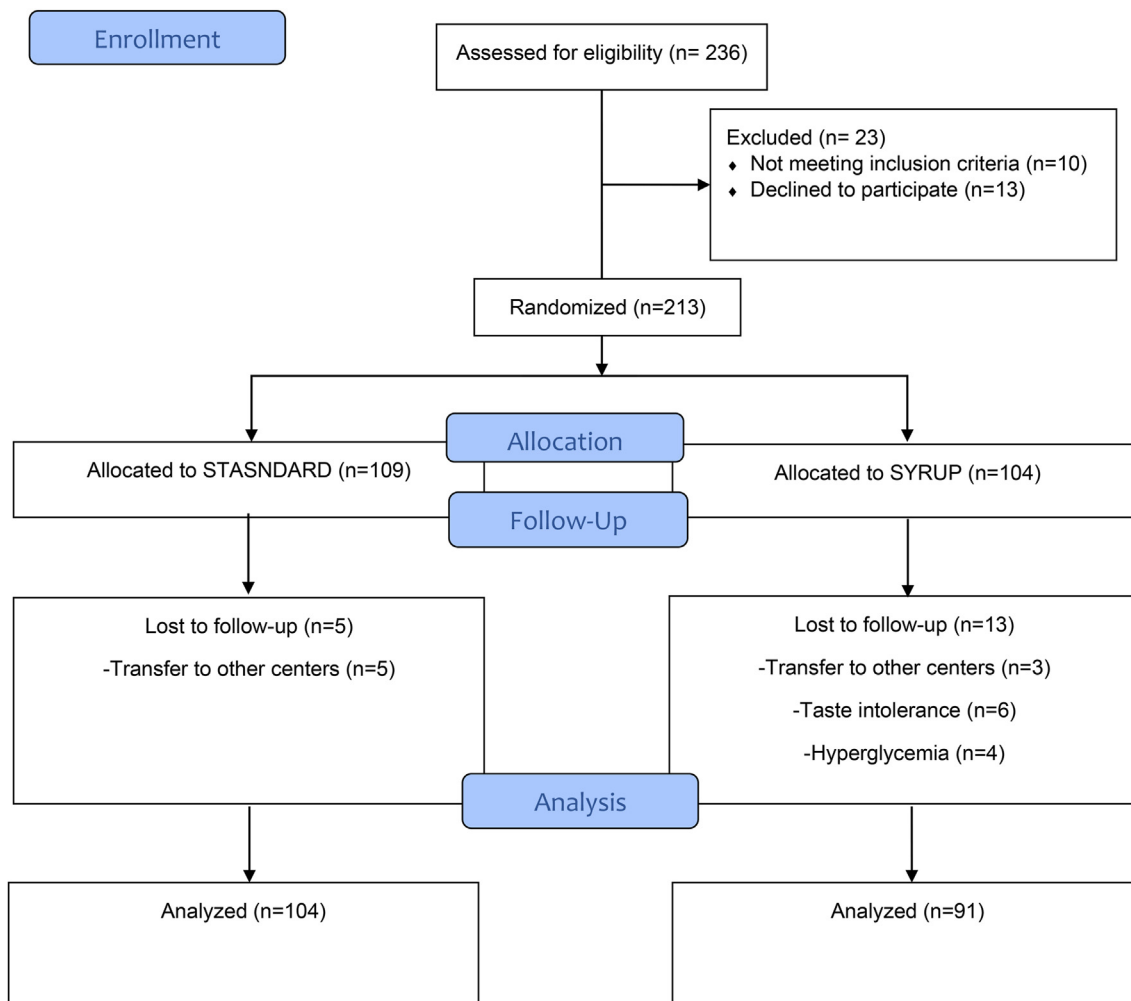 Enrollment
Assessed for eligibility (n= 236)
Excluded (n= 23)
♦ Not meeting inclusion criteria (n=10)
♦ Declined to participate (n=13)
Randomized (n=213)
Allocation
Allocated to STASNDARD (n=109)
Allocated to SYRUP (n=104)
Follow-Up
Lost to follow-up (n=5)
-Transfer to other centers (n=5)
Lost to follow-up (n=13)
-Transfer to other centers (n=3)
-Taste intolerance (n=6)
-Hyperglycemia (n=4)
Analysis
Analyzed (n=104)
Analyzed (n=91)